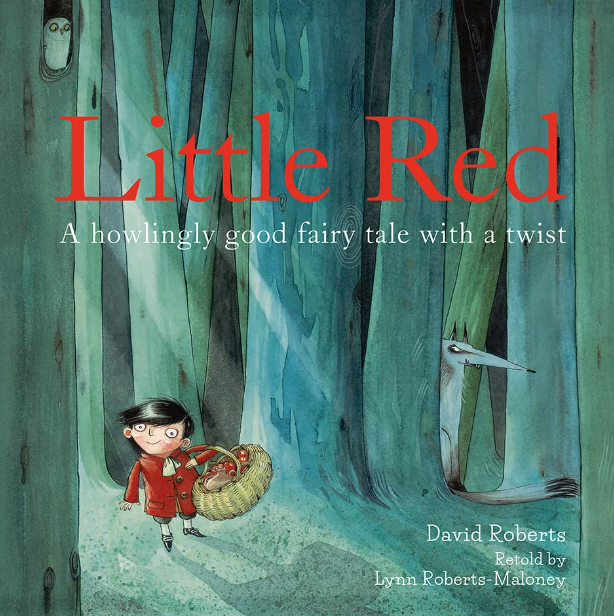 Little Red
A howlingly good fairy tale with a twist
David Roberts
Retold by
Lynn Roberts-Maloney